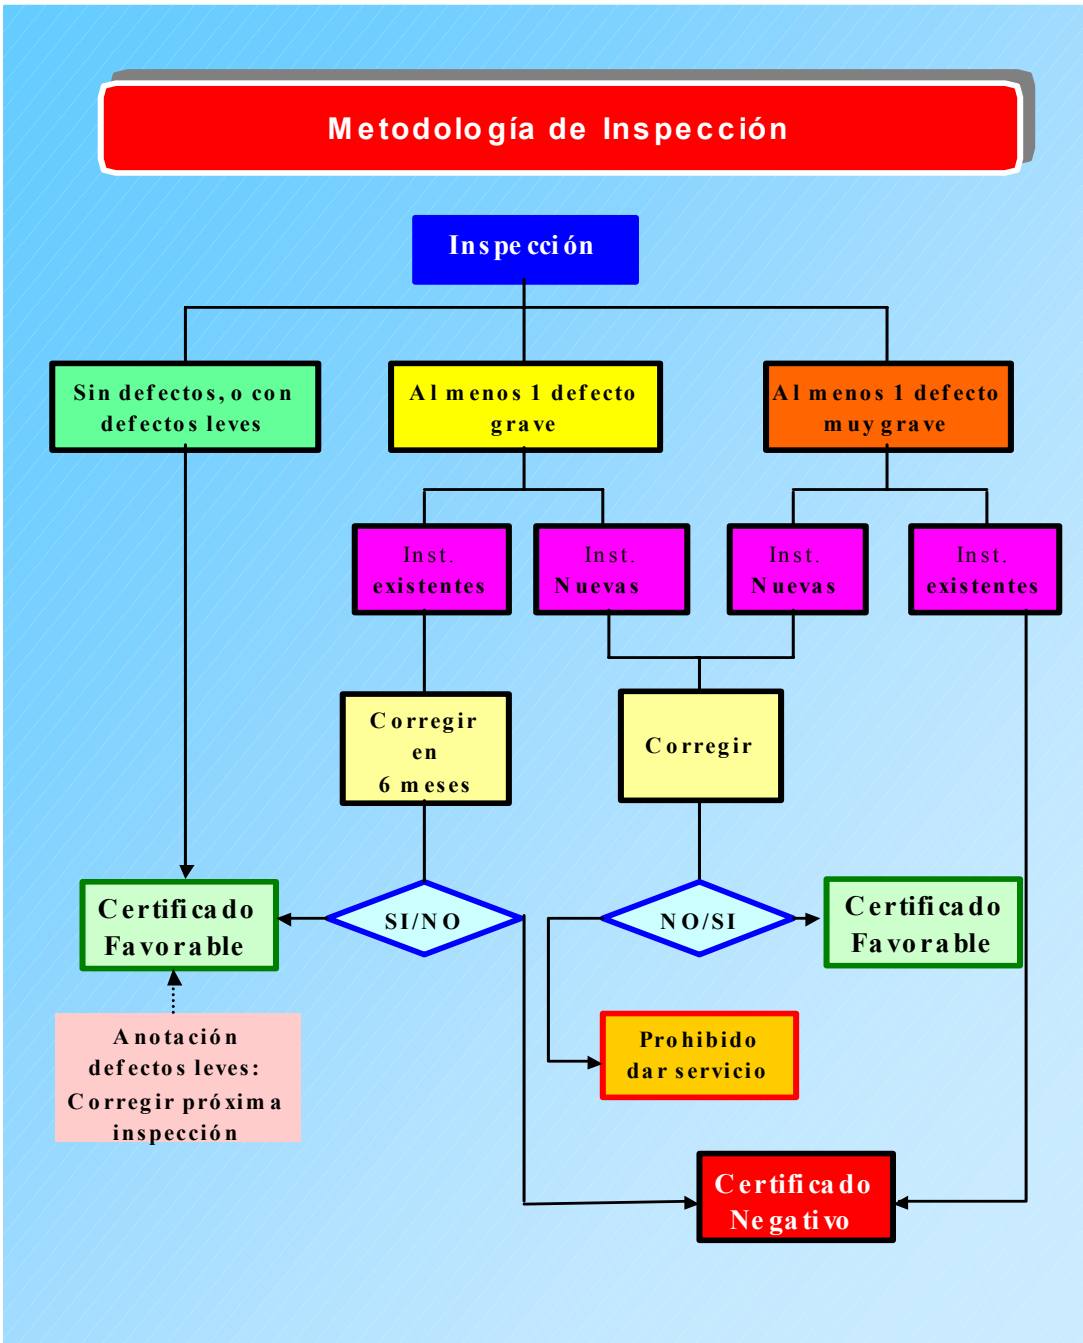 Metodología de Inspección
Inspección
Sin defectos, o con
defectos leves
Al menos 1 defecto
grave
Al menos 1 defecto
muy grave
Inst.
existentes
Inst.
Nuevas
Inst.
Nuevas
Inst.
existentes
Corregir
en
6 meses
Corregir
Certificado
Favorable
SI/NO
NO/SI
Certificado
Favorable
Anotación
defectos leves:
Corregir próxima
inspección
Prohibido
dar servicio
Certificado
Negativo